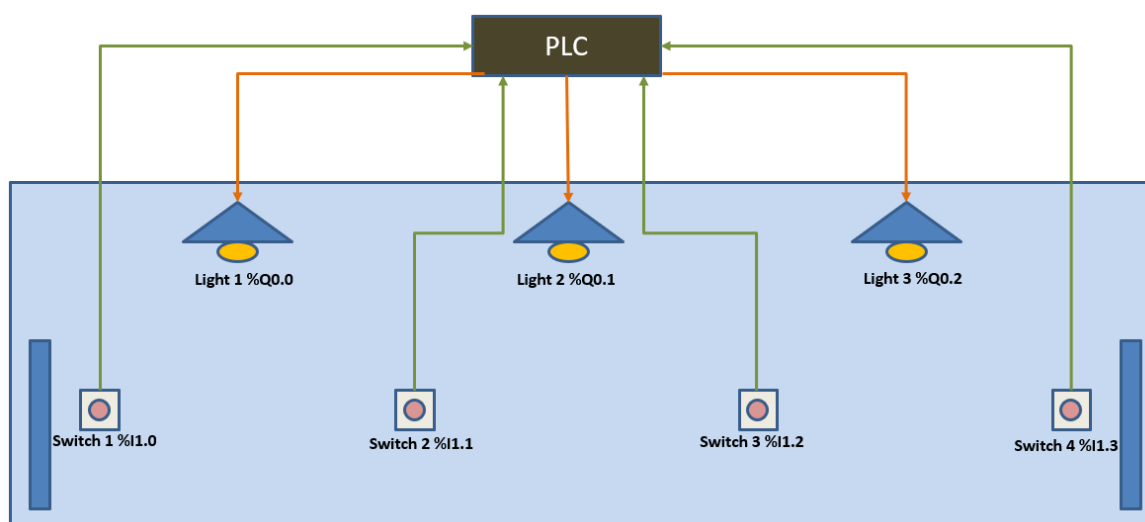 PLC
Light 1 %Q0.0
Light 2 %Q0.1
Light 3 %Q0.2
Switch 1 %I1.0
Switch 2 %I1.1
Switch 3 %I1.2
Switch 4 %I1.3